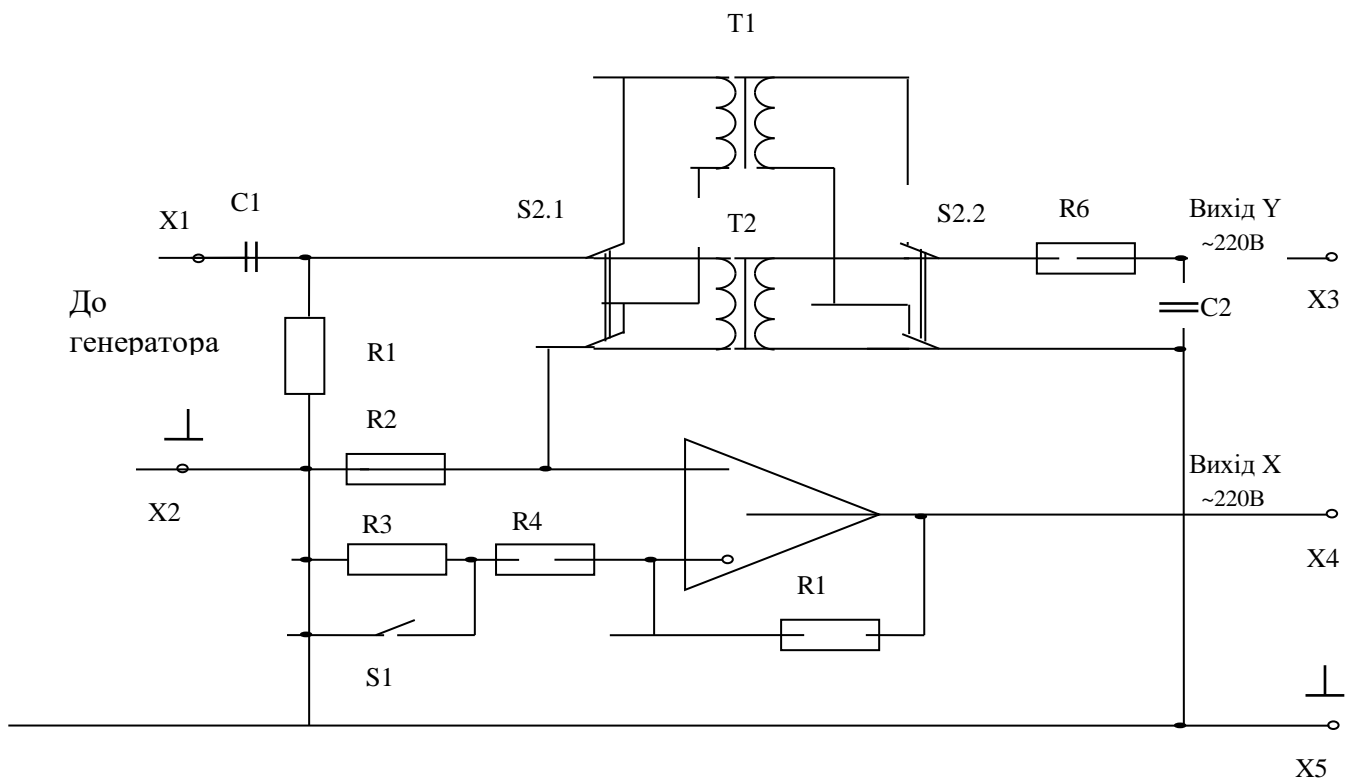 T1
C1
S2.1
S2.2
R6
Вихід Y
X1
T2
~220В
До
генератора
X3
C2
R1
R2
Вихід X
X2
~220В
R3
R4
X4
R1
S1
X5